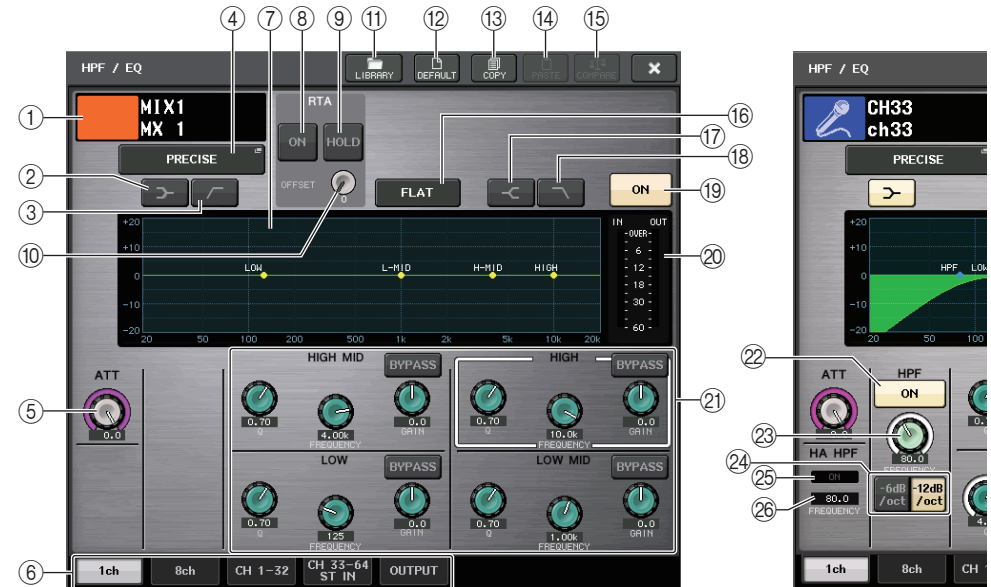 ④ ⑦ ⑧ ⑨ ⑪ ⑫ ⑬ ⑭ ⑮
HPF / EQ
LIBRARY DEFAULT COPY PASTE COMPARE
① MIX1
MX 1
RTA
ON HOLD
OFFSET
0
PRECISE
②
③
⑩
FLAT
⑯
⑰
⑱
ON
⑲
IN OUT
OVER
6
12
18
30
60
⑳
+20
+10
0
-10
-20
LOW L-MID H-MID HIGH
20 50 100 200 500 1k 2k 5k 10k 20k
ATT
⑤
0.0
HIGH MID
BYPASS
0.70 4.00k 0.0
Q FREQUENCY GAIN
HIGH
BYPASS
0.70 10.0k 0.0
Q FREQUENCY GAIN
㉑
LOW
BYPASS
0.70 125 0.0
Q FREQUENCY GAIN
LOW MID
BYPASS
0.70 1.00k 0.0
Q FREQUENCY GAIN
⑥
1ch 8ch CH 1-32 CH 33-64
ST IN OUTPUT
HPF / EQ
CH33
ch33
PRECISE
+20
+10
0
-10
-20
HPF LOW
20 50 100
㉒
ATT
0.0
HPF
ON
㉓
80.0
FREQUENCY
㉔
-6dB
/oct
-12dB
/oct
HA HPF
㉕
ON
㉖
80.0
FREQUENCY
1ch 8ch